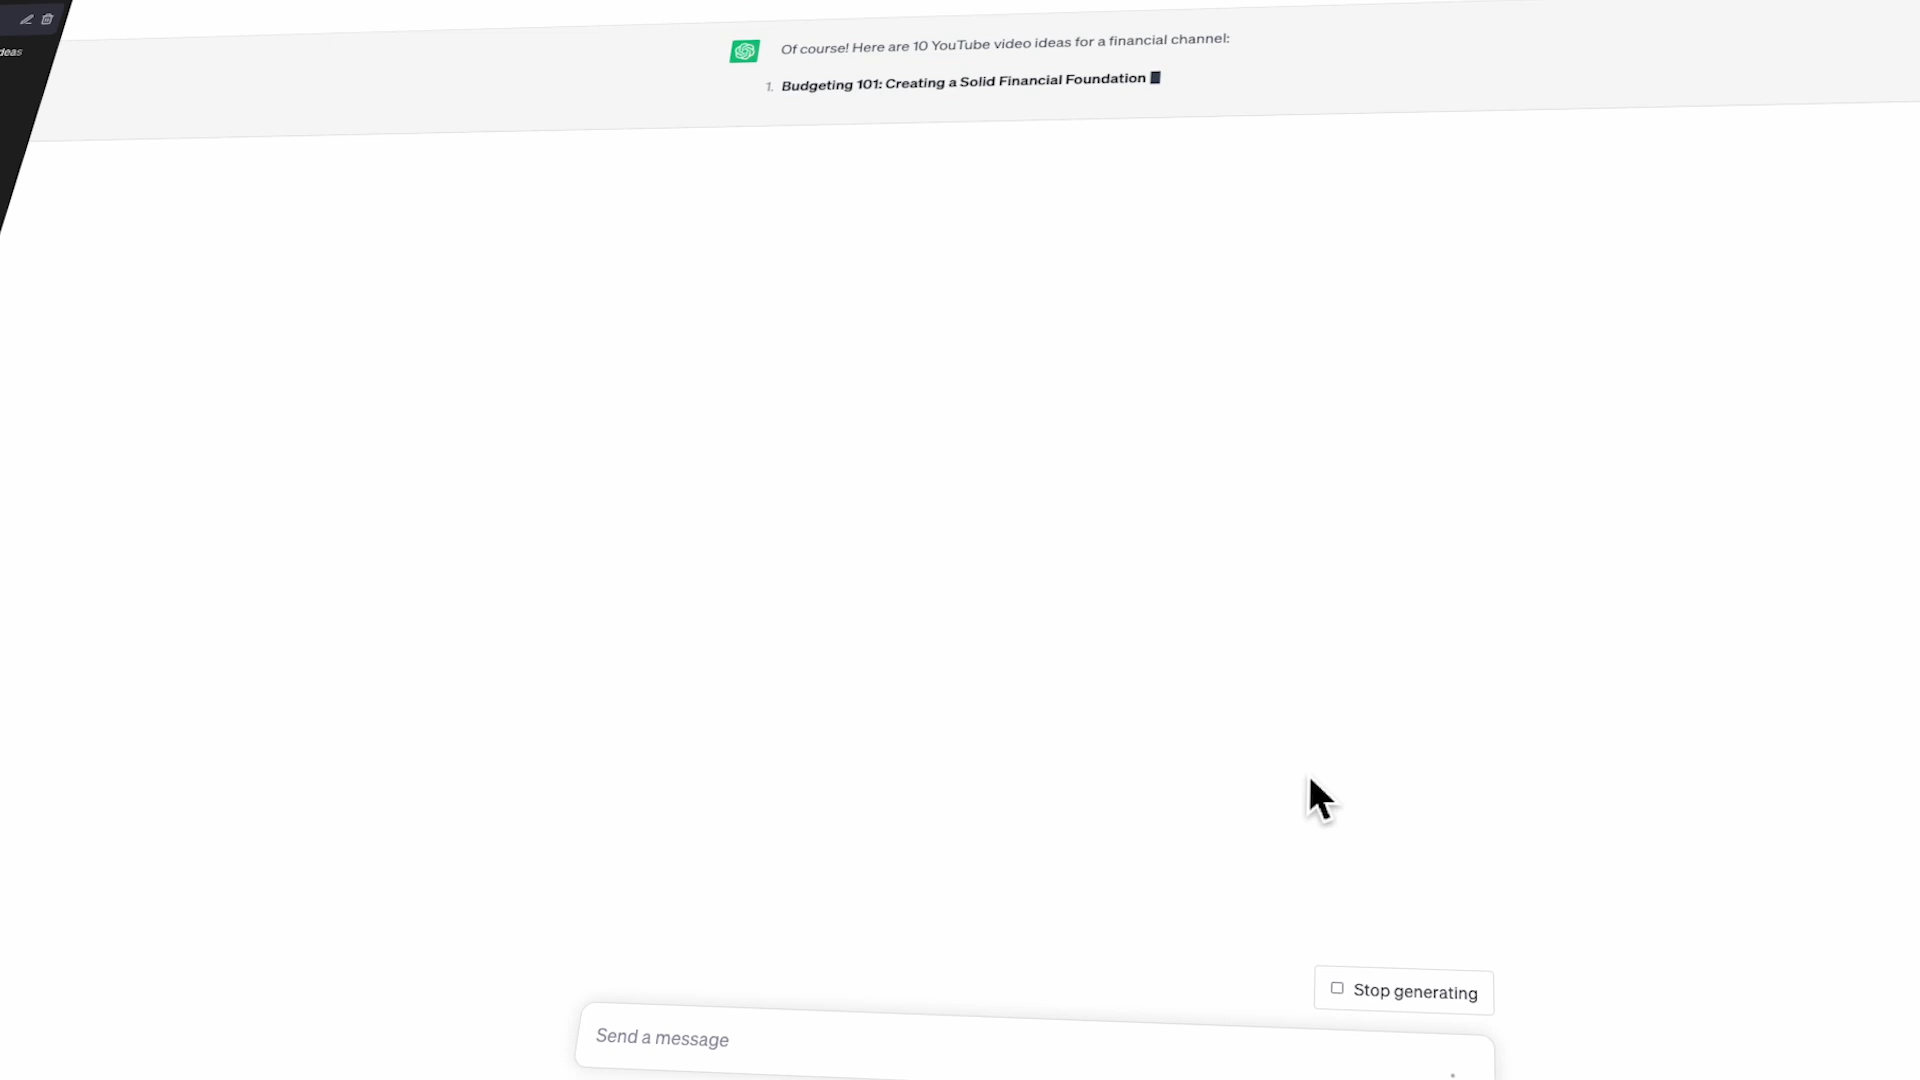 deas
Of course! Here are 10 YouTube video ideas for a financial channel:
1. Budgeting 101: Creating a Solid Financial Foundation
Stop generating
Send a message